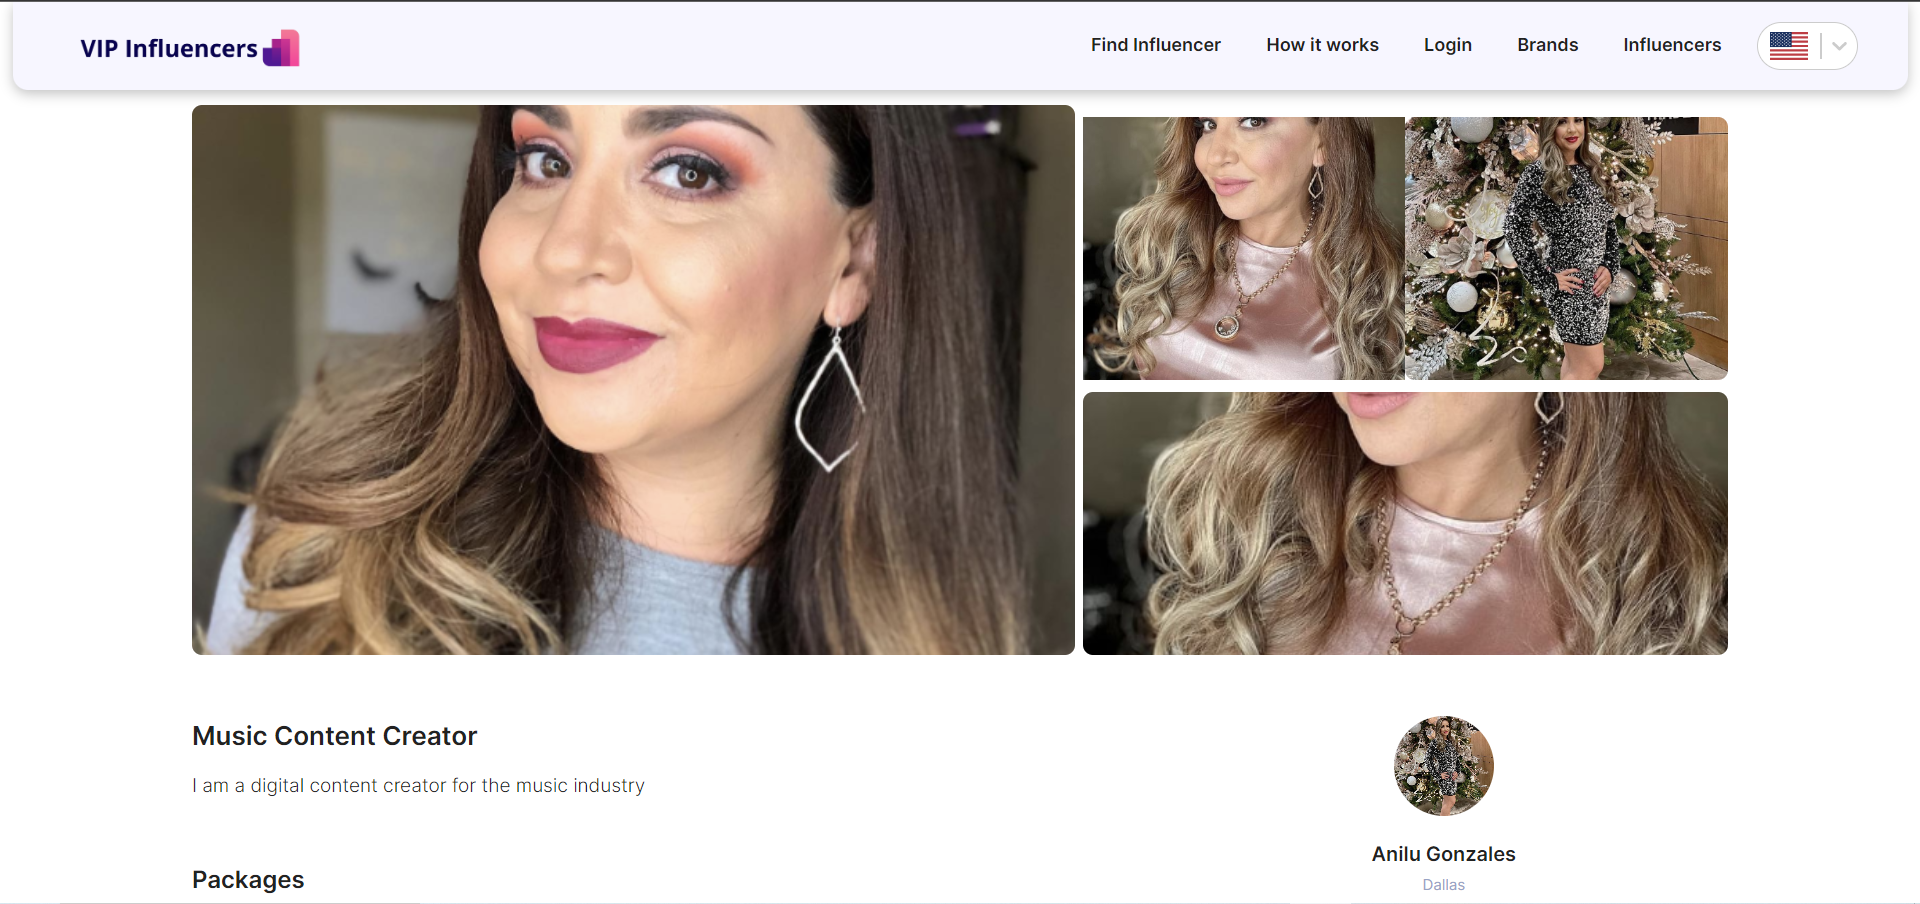 VIP Influencers
Find Influencer
How it works
Login
Brands
Influencers
Music Content Creator
I am a digital content creator for the music industry
Packages
Anilu Gonzales
Dallas